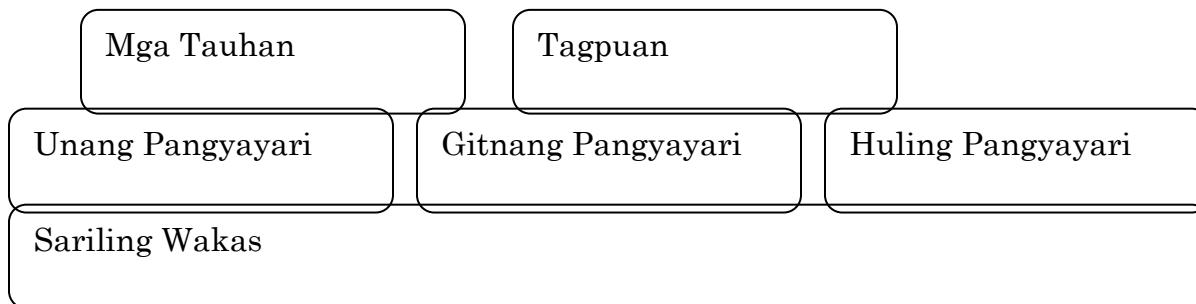 Mga Tauhan
Tagpuan
Unang Pangyayari
Gitnang Pangyayari
Huling Pangyayari
Sariling Wakas